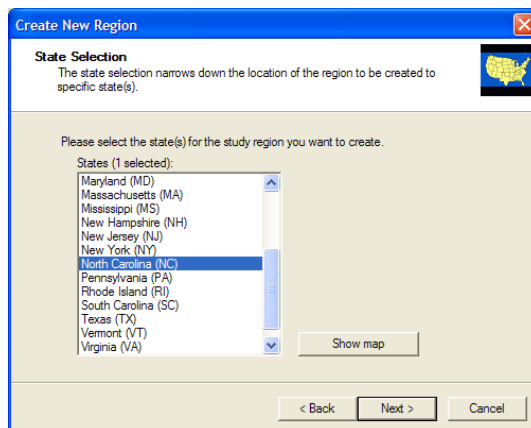 Create New Region
State Selection
The state selection narrows down the location of the region to be created to
specific state(s).
Please select the state(s) for the study region you want to create.
States (1 selected):
Maryland (MD)
Massachusetts (MA)
Mississippi (MS)
New Hampshire (NH)
New Jersey (NJ)
New York (NY)
North Carolina (NC)
Pennsylvania (PA)
Rhode Island (RI)
South Carolina (SC)
Texas (TX)
Vermont (VT)
Virginia (VA)
Show map
< Back
Next >
Cancel